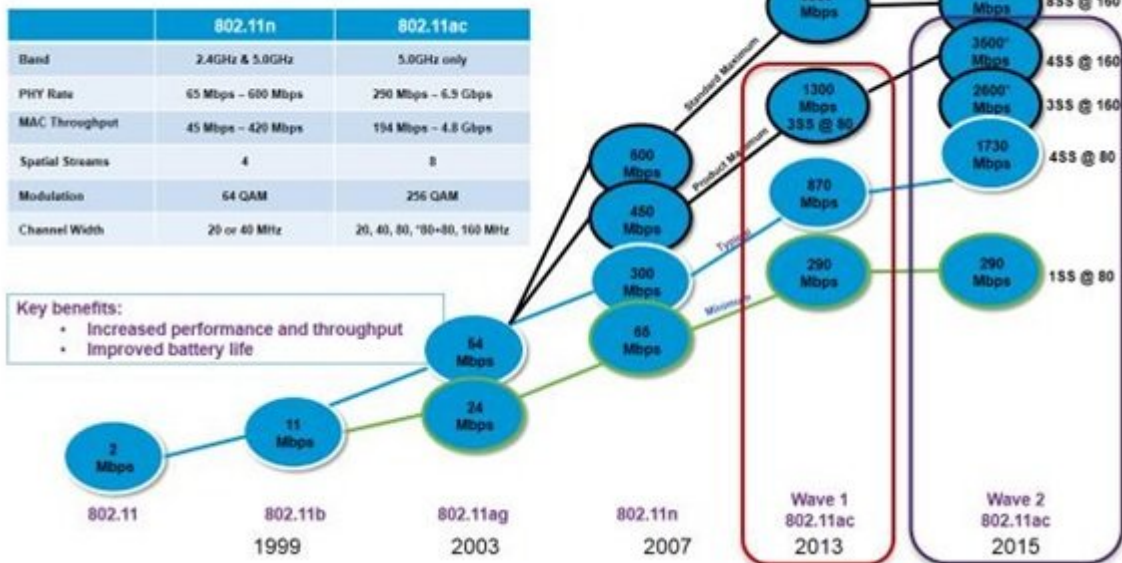 802.11n 802.11ac
Band 2.4GHz & 5.0GHz 5.0GHz only
PHY Rate 65 Mbps – 600 Mbps 290 Mbps – 6.9 Gbps
MAC Throughput 45 Mbps – 420 Mbps 194 Mbps – 4.8 Gbps
Spatial Streams 4 8
Modulation 64 QAM 256 QAM
Channel Width 20 or 40 MHz 20, 40, 80, *80+80, 160 MHz
Key benefits:
• Increased performance and throughput
• Improved battery life
2
Mbps
11
Mbps
54
Mbps
24
Mbps
600
Mbps
450
Mbps
300
Mbps
65
Mbps
Standard Maximum
Product Maximum
Typical
Minimum
Mbps
1300
Mbps
3SS @ 80
870
Mbps
290
Mbps
Mbps
8SS @ 160
3500*
Mbps
4SS @ 160
2600*
Mbps
3SS @ 160
1730
Mbps
4SS @ 80
290
Mbps
1SS @ 80
802.11
802.11b
802.11ag
802.11n
Wave 1
802.11ac
Wave 2
802.11ac
1999
2003
2007
2013
2015